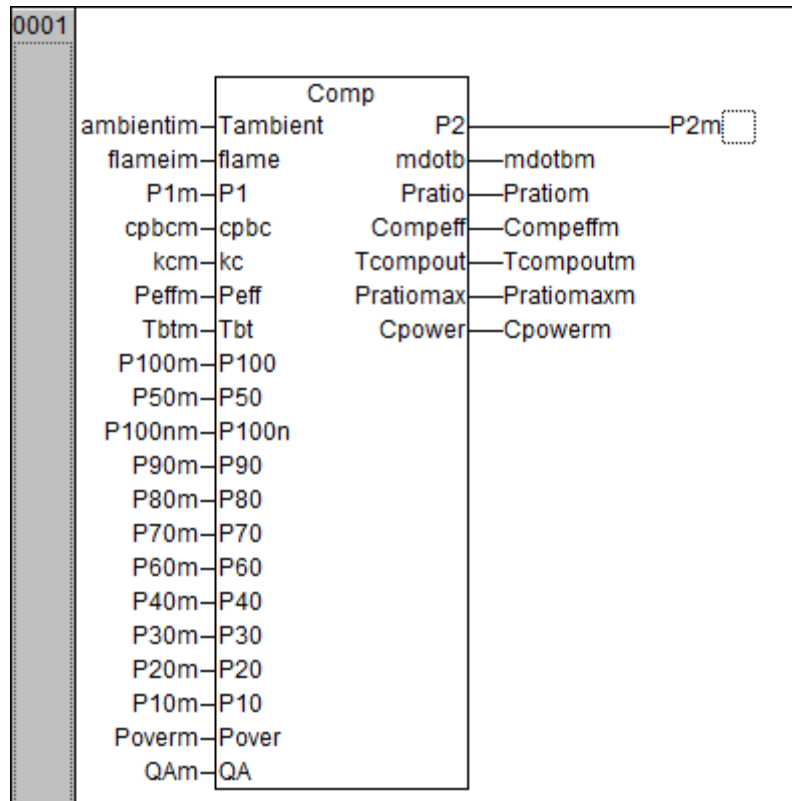 0001
Comp
ambientim Tambient P2 P2m
flameim flame mdotb mdotbm
P1m P1 Pratio Pratiom
cpbcm cpbc Compeff Compeffm
kcm kc Tcompout Tcompoutm
Peffm Peff Pratiomax Pratiomaxm
Tbtm Tbt Cpower Cpowerm
P100m P100
P50m P50
P100nm P100n
P90m P90
P80m P80
P70m P70
P60m P60
P40m P40
P30m P30
P20m P20
P10m P10
Poverm Pover
QAm QA